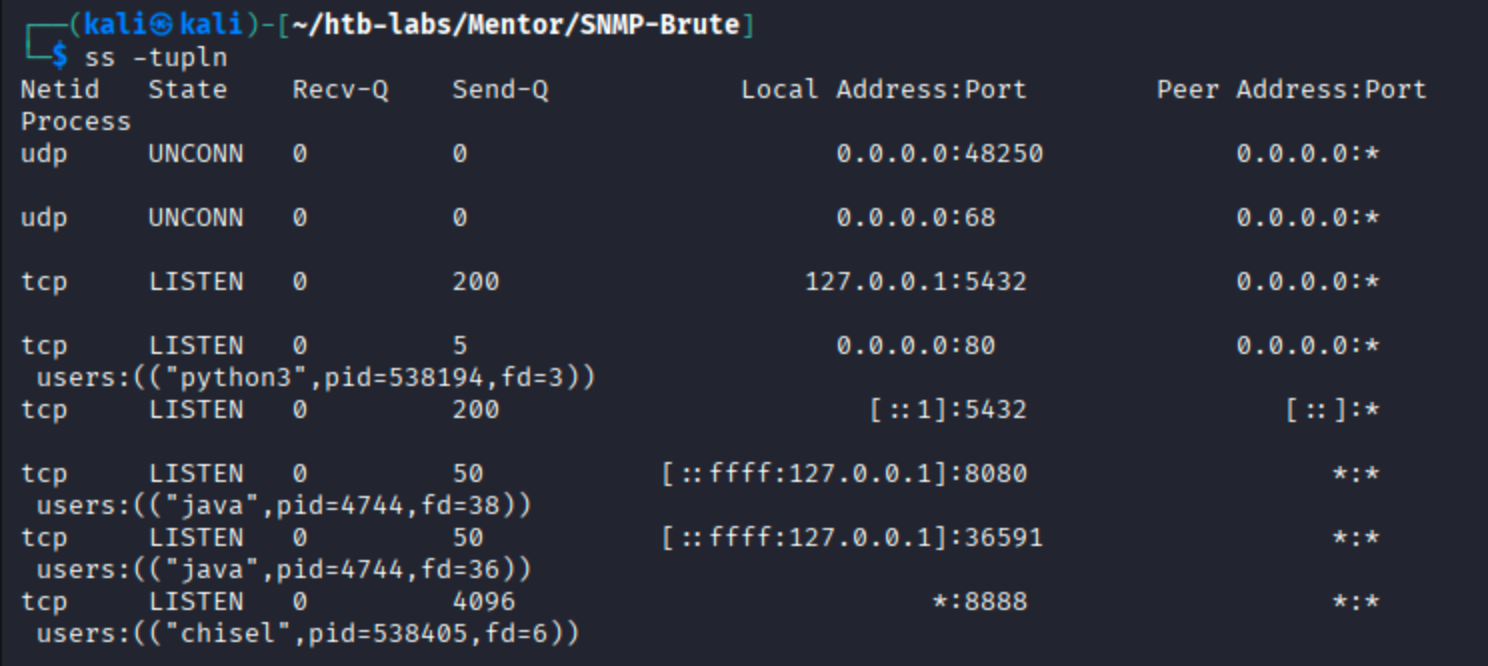 ┌──(kali㉿kali)-[~/htb-labs/Mentor/SNMP-Brute]
└─$ ss -tupln
Netid State Recv-Q Send-Q Local Address:Port Peer Address:Port
Process
udp UNCONN 0 0 0.0.0.0:48250 0.0.0.0:*
udp UNCONN 0 0 0.0.0.0:68 0.0.0.0:*
tcp LISTEN 0 200 127.0.0.1:5432 0.0.0.0:*
tcp LISTEN 0 5 0.0.0.0:80 0.0.0.0:*
users:(("python3",pid=538194,fd=3))
tcp LISTEN 0 200 [::1]:5432 [::]:*
tcp LISTEN 0 50 [::ffff:127.0.0.1]:8080 *:*
users:(("java",pid=4744,fd=38))
tcp LISTEN 0 50 [::ffff:127.0.0.1]:36591 *:*
users:(("java",pid=4744,fd=36))
tcp LISTEN 0 4096 *:8888 *:*
users:(("chisel",pid=538405,fd=6))